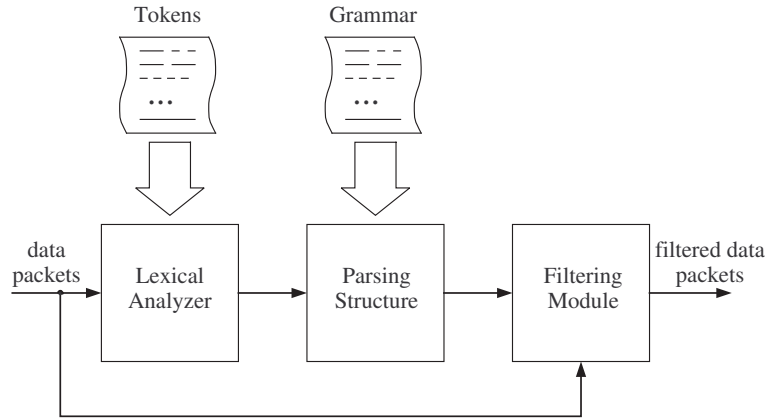 Tokens
Grammar
data
packets
Lexical
Analyzer
Parsing
Structure
Filtering
Module
filtered data
packets